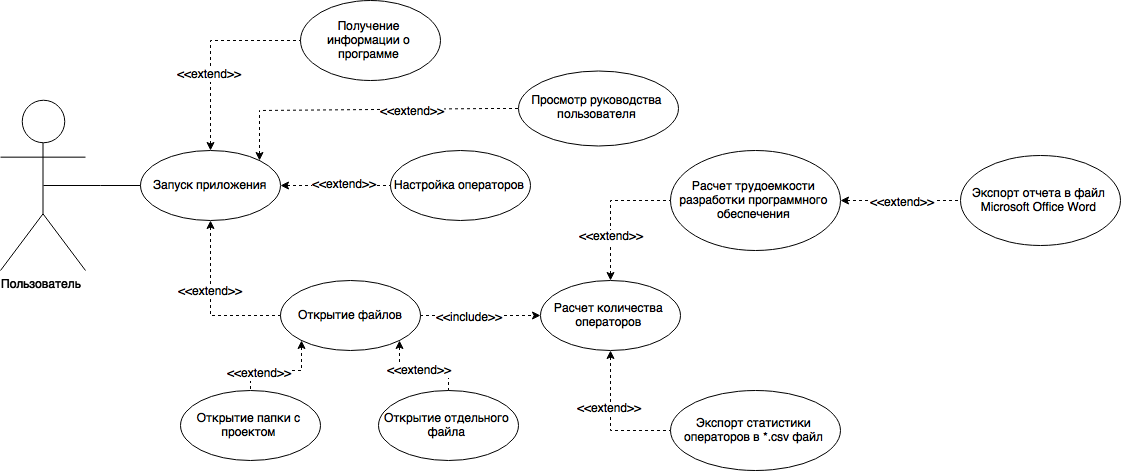 Получение
информации о
программе
<<extend>>
Просмотр руководства
пользователя
<<extend>>
Запуск приложения
<<extend>>
Настройка операторов
Расчет трудоемкости
разработки программного
обеспечения
<<extend>>
Экспорт отчета в файл
Microsoft Office Word
<<extend>>
Пользователь
<<extend>>
Открытие файлов
<<include>>
Расчет количества
операторов
<<extend>>
<<extend>>
Открытие папки с
проектом
Открытие отдельного
файла
<<extend>>
Экспорт статистики
операторов в *.csv файл